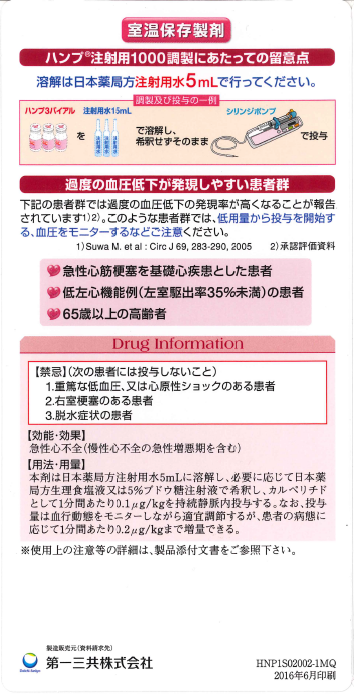 室温保存製剤
ハンプ®注射用1000調製にあたっての留意点
溶解は日本薬局方注射用水5mLで行ってください。
調製及び投与の一例
ハンプ3バイアル
を
注射用水15mL
で溶解し、
希釈せずそのまま
シリンジポンプ
で投与
過度の血圧低下が発現しやすい患者群
下記の患者群では過度の血圧低下の発現率が高くなることが報告
されています1)2)。このような患者群では、低用量から投与を開始す
る、血圧をモニターするなどご注意ください。
1)Suwa M. et al : Circ J 69, 283-290, 2005 2)承認評価資料
急性心筋梗塞を基礎心疾患とした患者
低左心機能例(左室駆出率35%未満)の患者
65歳以上の高齢者
Drug Information
【禁忌】(次の患者には投与しないこと)
1.重篤な低血圧、又は心原性ショックのある患者
2.右室梗塞のある患者
3.脱水症状の患者
【効能・効果】
急性心不全(慢性心不全の急性増悪期を含む)
【用法・用量】
本剤は日本薬局方注射用水5mLに溶解し、必要に応じて日本薬
局方生理食塩液又は5%ブドウ糖注射液で希釈し、カルペリチド
として1分間あたり0.1μg/kgを持続静脈内投与する。なお、投与
量は血行動態をモニターしながら適宜調節するが、患者の病態に
応じて1分間あたり0.2μg/kgまで増量できる。
※使用上の注意等の詳細は、製品添付文書をご参照下さい。
製造販売元(資料請求先)
第一三共株式会社
Daiichi-Sankyo
HNP1S02002-1MQ
2016年6月印刷